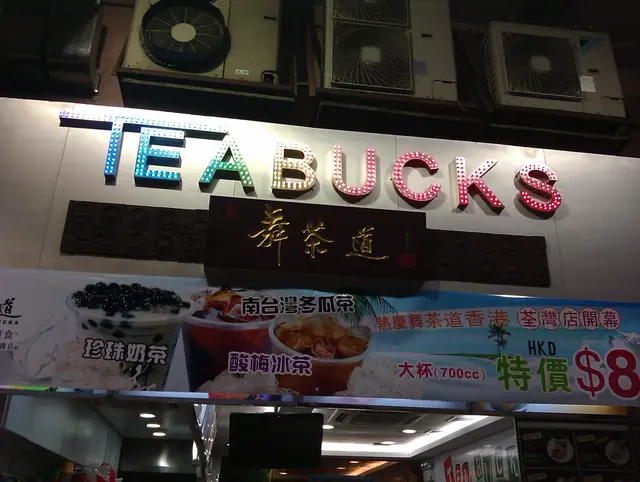 TEABUCKS
舞茶道
道
南台灣冬瓜茶
熱慶舞茶道香港 荃灣店開幕
珍珠奶茶
酸梅冰茶
大杯(700cc)
HKD
特價$8